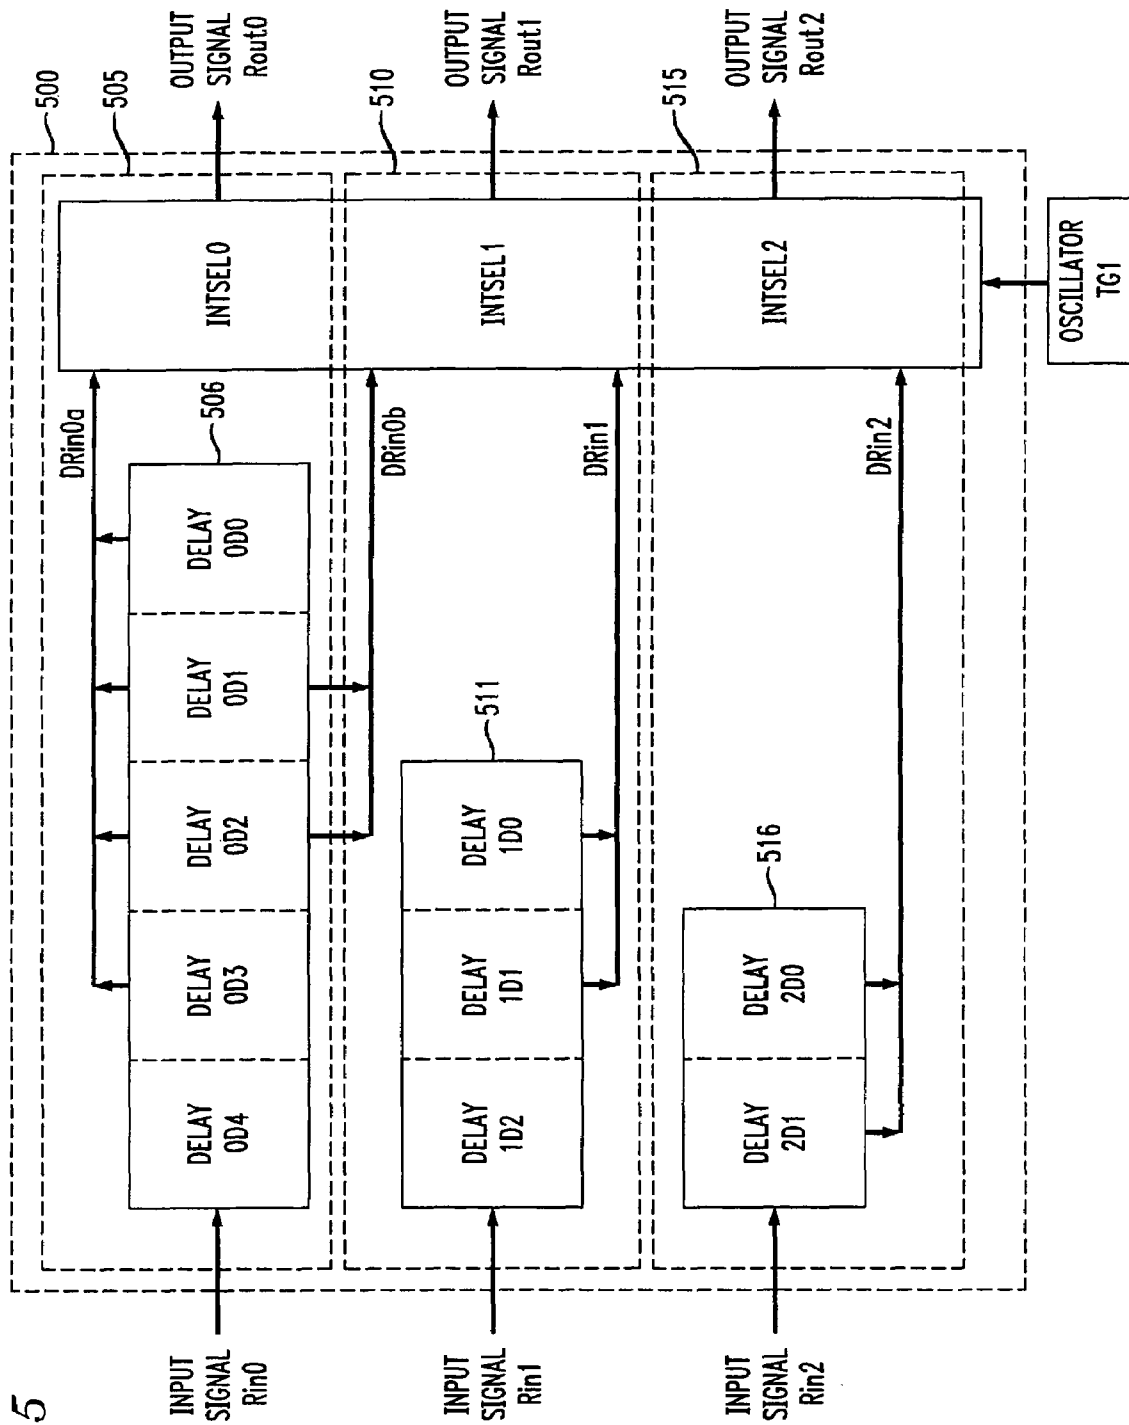 5
500
505
INPUT
SIGNAL
Rin0
DELAY
0D4
DELAY
0D3
DELAY
0D2
DELAY
0D1
DELAY
0D0
506
DRin0a
INTSEL0
OUTPUT
SIGNAL
Rout0
DRin0b
510
INPUT
SIGNAL
Rin1
DELAY
1D2
DELAY
1D1
DELAY
1D0
511
INTSEL1
OUTPUT
SIGNAL
Rout1
DRin1
515
INPUT
SIGNAL
Rin2
DELAY
2D1
DELAY
2D0
516
INTSEL2
OUTPUT
SIGNAL
Rout2
DRin2
OSCILLATOR
TG1